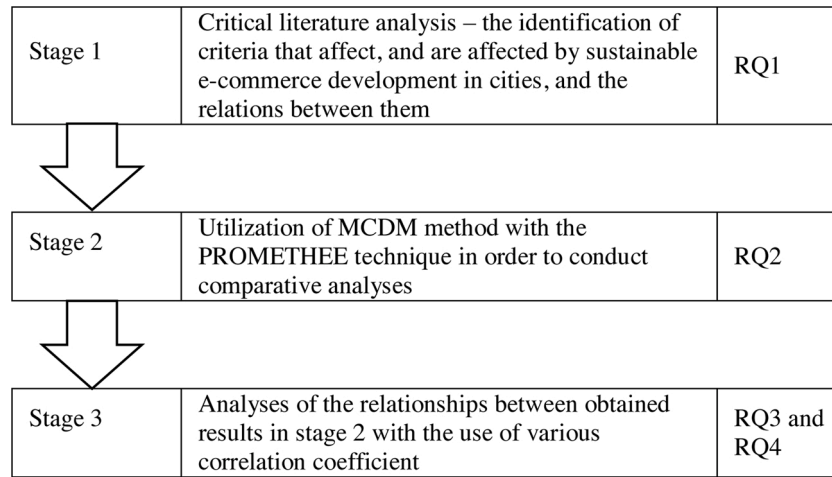 Stage 1
Critical literature analysis – the identification of
criteria that affect, and are affected by sustainable
e-commerce development in cities, and the
relations between them
RQ1
Stage 2
Utilization of MCDM method with the
PROMETHEE technique in order to conduct
comparative analyses
RQ2
Stage 3
Analyses of the relationships between obtained
results in stage 2 with the use of various
correlation coefficient
RQ3 and
RQ4